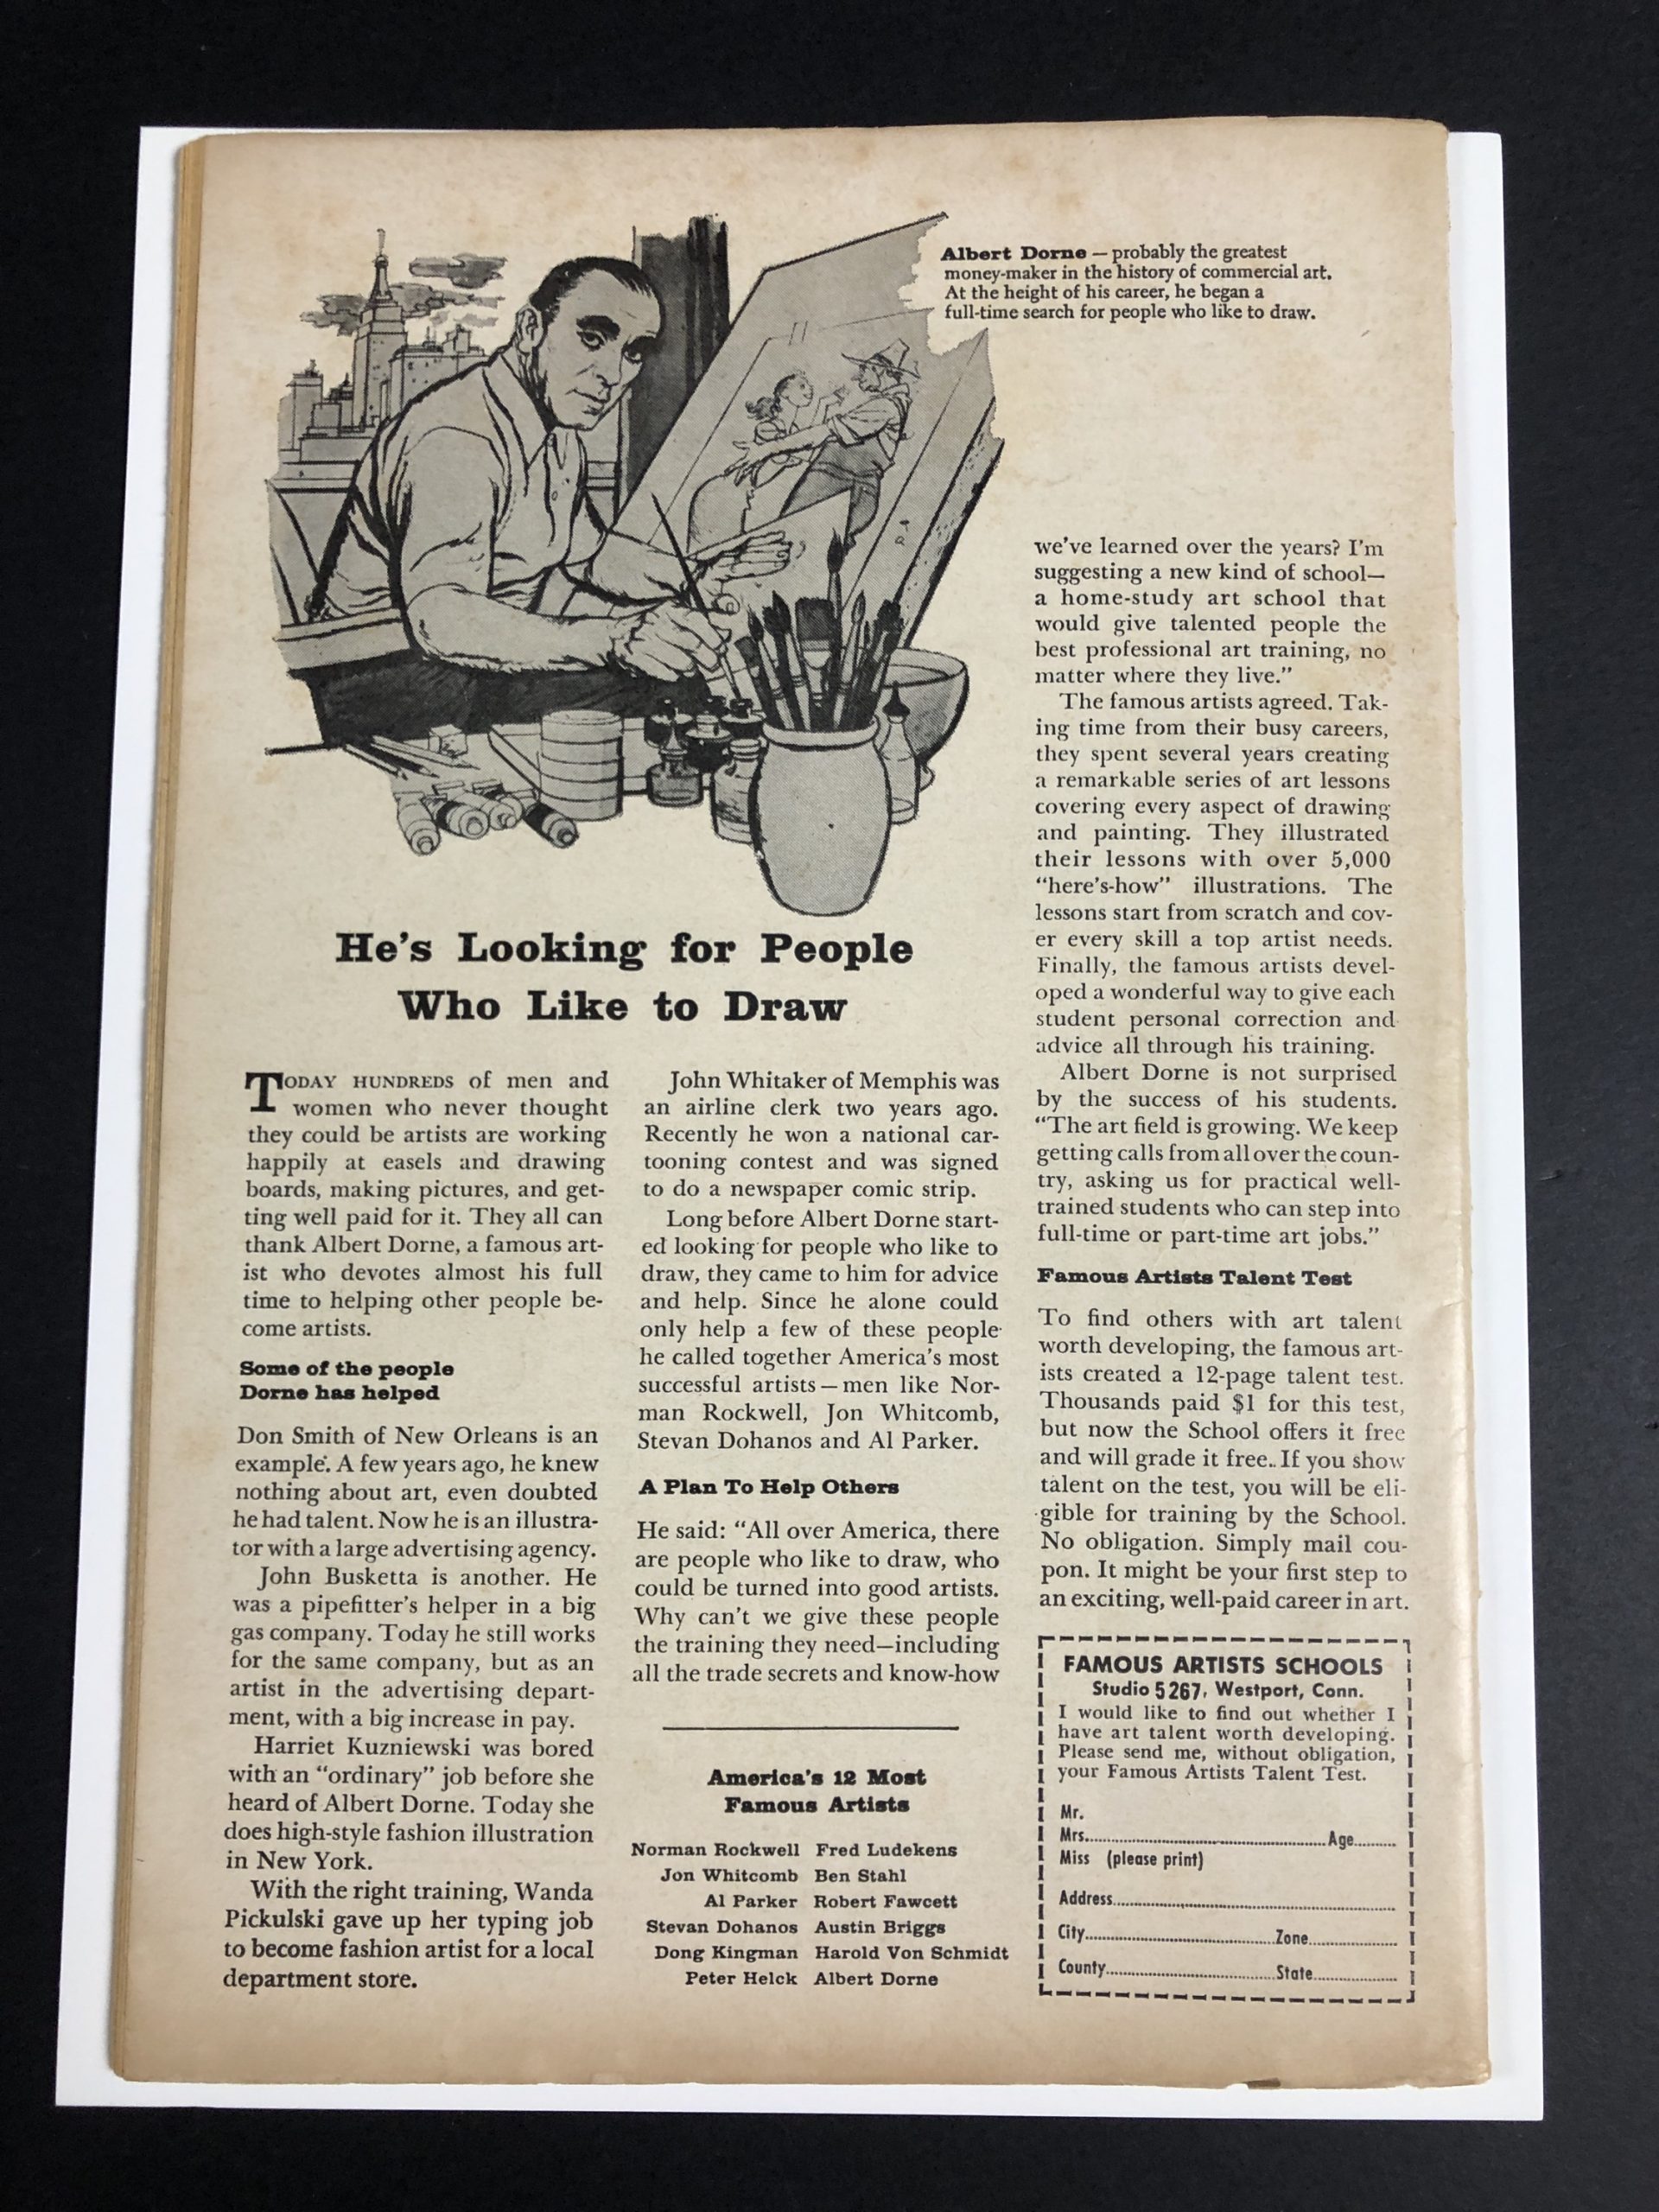 Albert Dorne — probably the greatest
money-maker in the history of commercial art.
At the height of his career, he began a
full-time search for people who like to draw.
He's Looking for People
Who Like to Draw
TODAY HUNDREDS of men and
women who never thought
they could be artists are working
happily at easels and drawing
boards, making pictures, and get-
ting well paid for it. They all can
thank Albert Dorne, a famous art-
ist who devotes almost his full
time to helping other people be-
come artists.
Some of the people
Dorne has helped
Don Smith of New Orleans is an
example. A few years ago, he knew
nothing about art, even doubted
he had talent. Now he is an illustra-
tor with a large advertising agency.
John Busketta is another. He
was a pipefitter's helper in a big
gas company. Today he still works
for the same company, but as an
artist in the advertising depart-
ment, with a big increase in pay.
Harriet Kuzniewski was bored
with an "ordinary" job before she
heard of Albert Dorne. Today she
does high-style fashion illustration
in New York.
With the right training, Wanda
Pickulski gave up her typing job
to become fashion artist for a local
department store.
John Whitaker of Memphis was
an airline clerk two years ago.
Recently he won a national car-
tooning contest and was signed
to do a newspaper comic strip.
Long before Albert Dorne start-
ed looking for people who like to
draw, they came to him for advice
and help. Since he alone could
only help a few of these people
he called together America's most
successful artists — men like Nor-
man Rockwell, Jon Whitcomb,
Stevan Dohanos and Al Parker.
A Plan To Help Others
He said: "All over America, there
are people who like to draw, who
could be turned into good artists.
Why can't we give these people
the training they need—including
all the trade secrets and know-how
America's 12 Most
Famous Artists
Norman Rockwell Fred Ludekens
Jon Whitcomb Ben Stahl
Al Parker Robert Fawcett
Stevan Dohanos Austin Briggs
Dong Kingman Harold Von Schmidt
Peter Helck Albert Dorne
we've learned over the years? I'm
suggesting a new kind of school—
a home-study art school that
would give talented people the
best professional art training, no
matter where they live."
The famous artists agreed. Tak-
ing time from their busy careers,
they spent several years creating
a remarkable series of art lessons
covering every aspect of drawing
and painting. They illustrated
their lessons with over 5,000
"here's-how" illustrations. The
lessons start from scratch and cov-
er every skill a top artist needs.
Finally, the famous artists devel-
oped a wonderful way to give each
student personal correction and
advice all through his training.
Albert Dorne is not surprised
by the success of his students.
"The art field is growing. We keep
getting calls from all over the coun-
try, asking us for practical well-
trained students who can step into
full-time or part-time art jobs."
Famous Artists Talent Test
To find others with art talent
worth developing, the famous art-
ists created a 12-page talent test.
Thousands paid $1 for this test,
but now the School offers it free
and will grade it free. If you show
talent on the test, you will be eli-
gible for training by the School.
No obligation. Simply mail cou-
pon. It might be your first step to
an exciting, well-paid career in art.
FAMOUS ARTISTS SCHOOLS
Studio 5267, Westport, Conn.
I would like to find out whether I
have art talent worth developing.
Please send me, without obligation,
your Famous Artists Talent Test.
Mr.
Mrs.......Age.......
Miss (please print)
Address.......
City.......Zone.......
County.......State.......